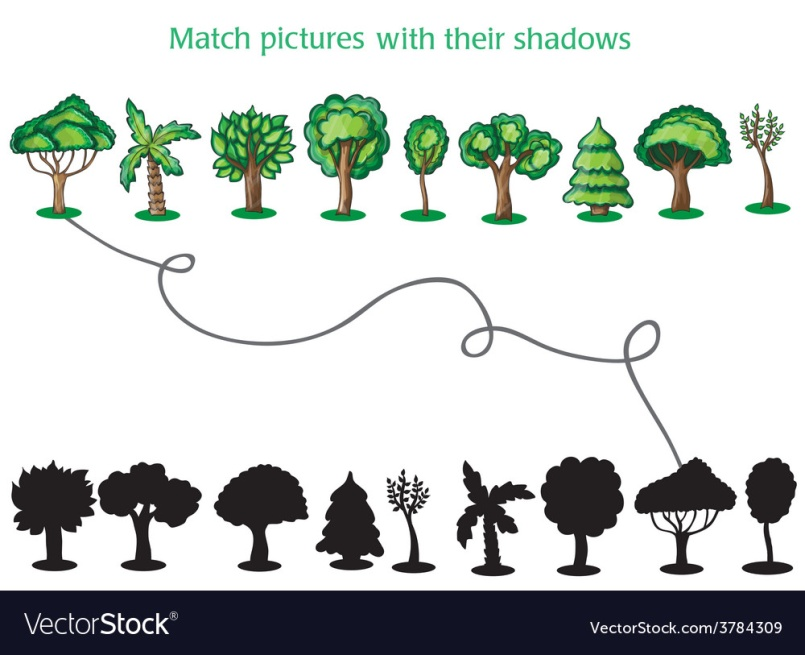 Match pictures with their shadows
VectorStock®
VectorStock.com/3784309